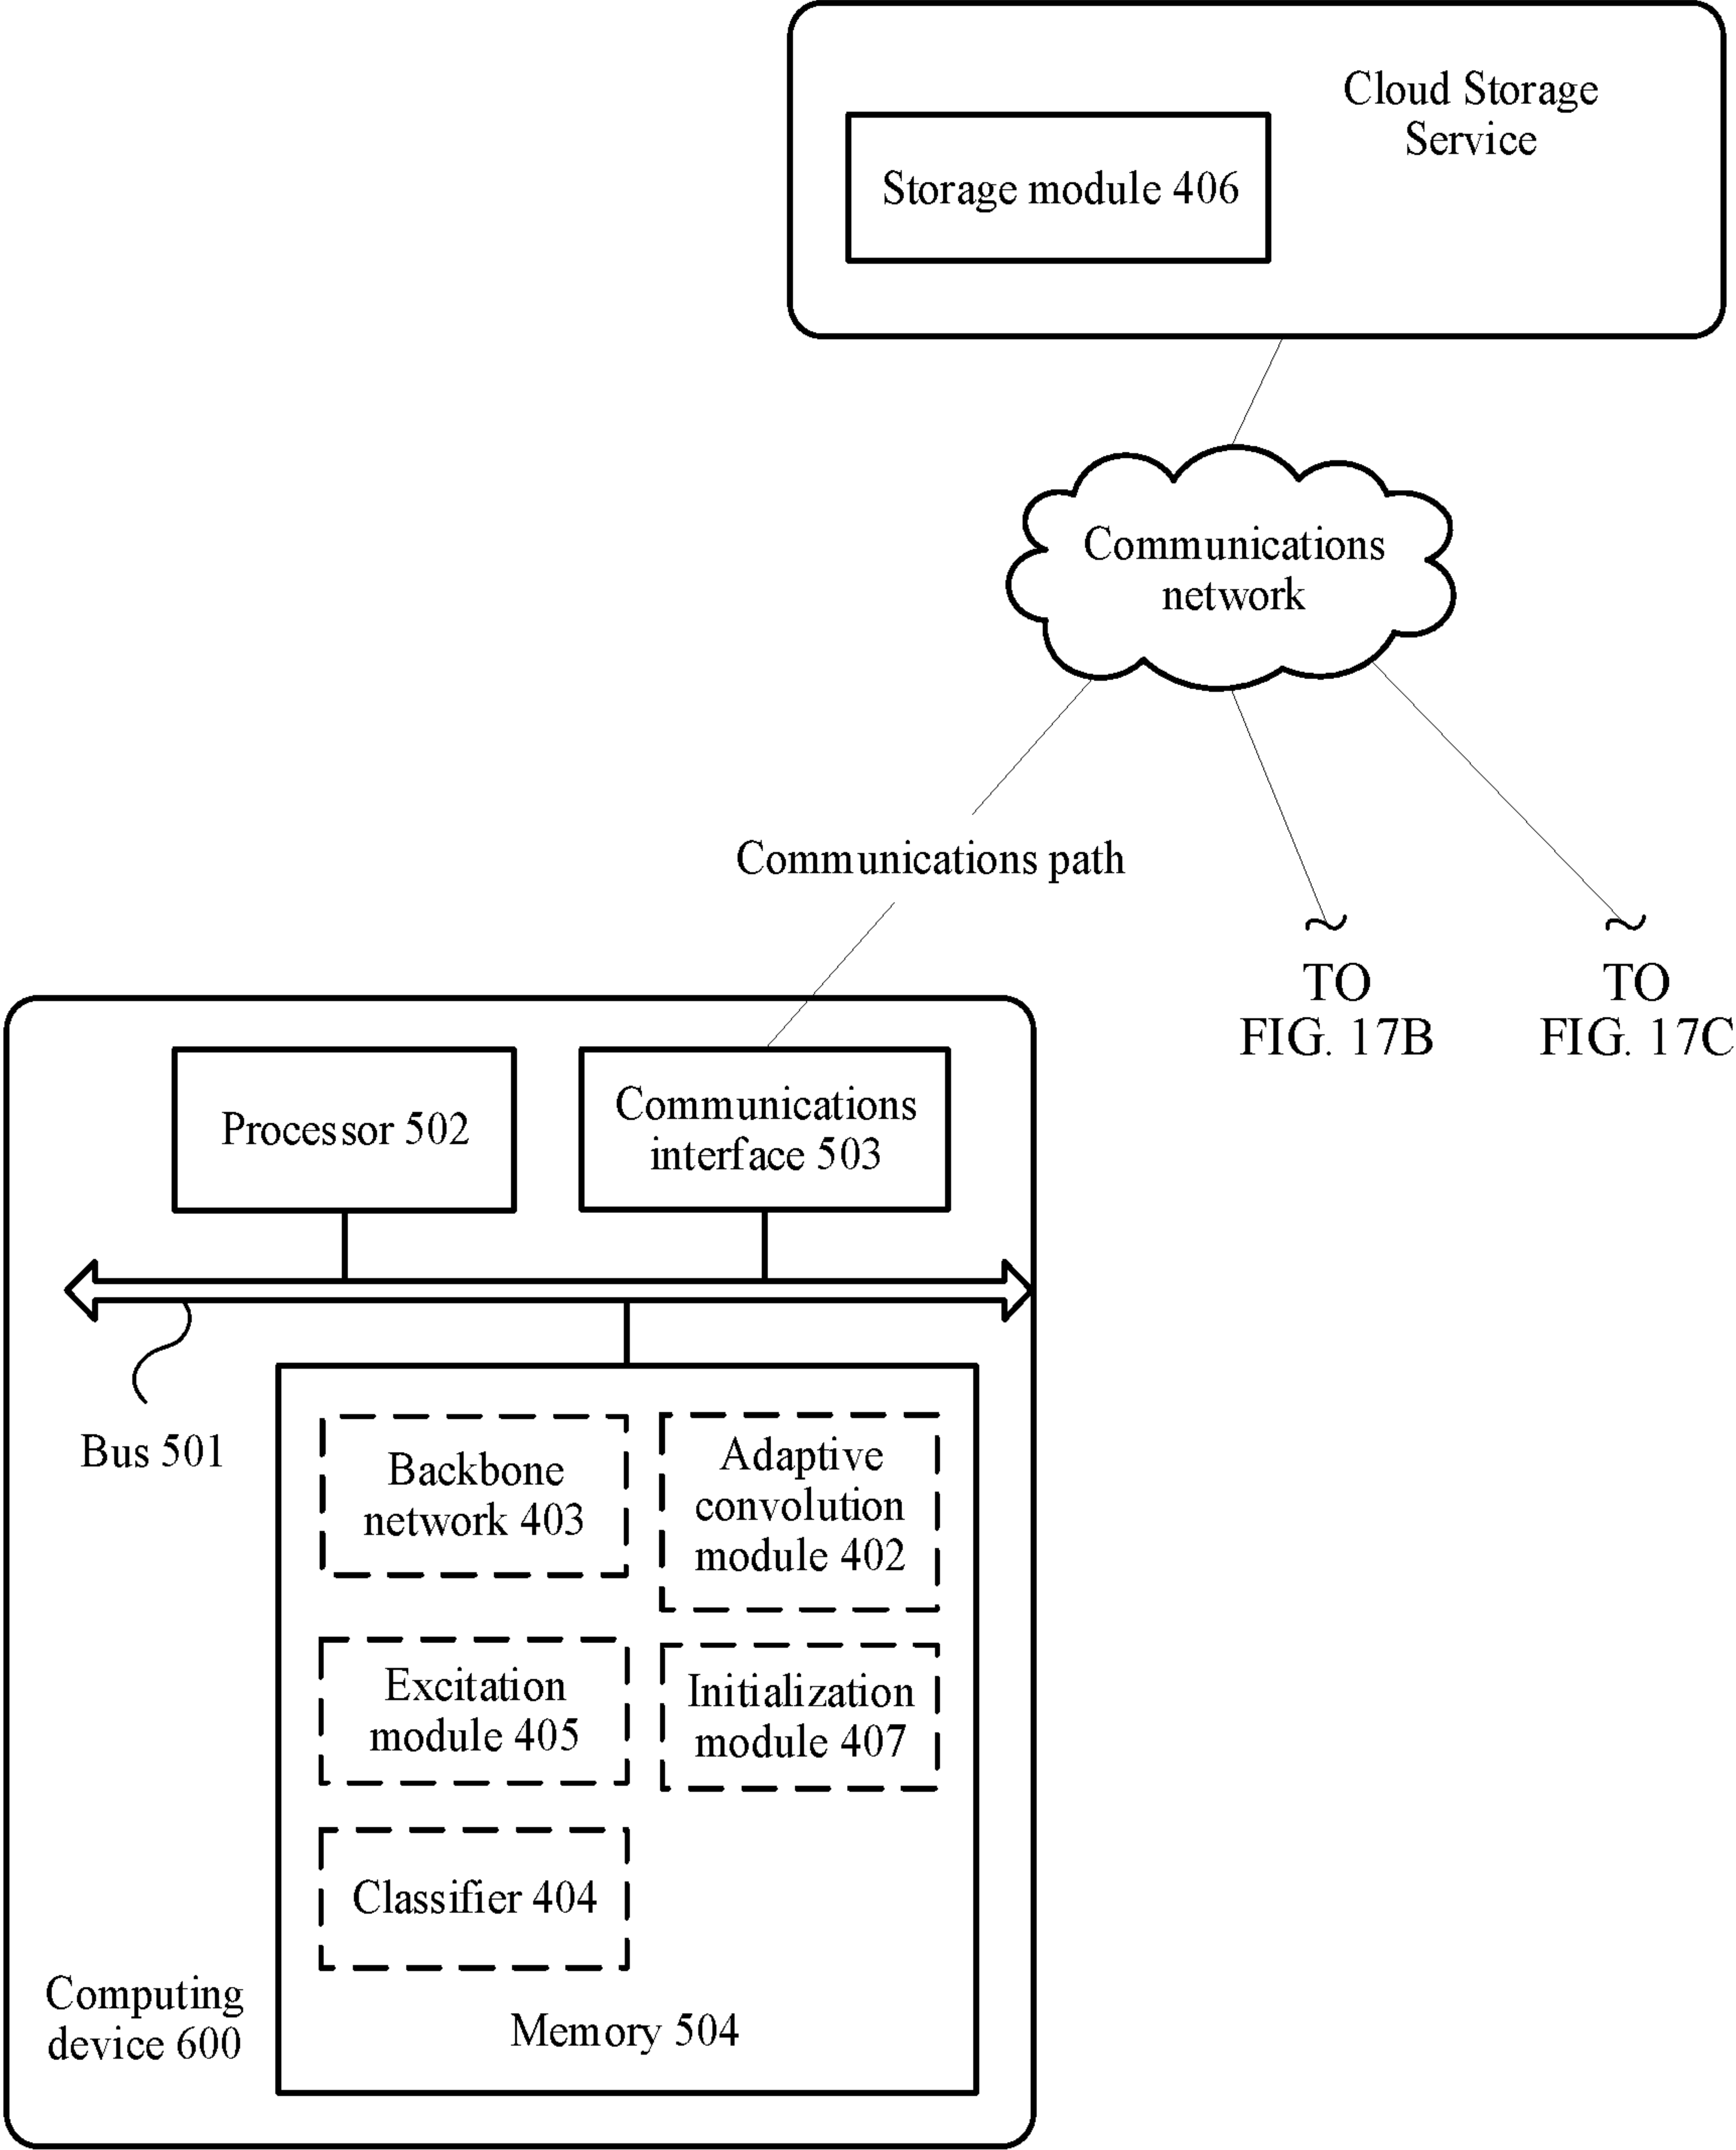 Cloud Storage
Service
Storage module 406
Communications
network
Communications path
TO
FIG. 17B
TO
FIG. 17C
Processor 502
Communications
interface 503
Bus 501
Backbone
network 403
Adaptive
convolution
module 402
Excitation
module 405
Initialization
module 407
Classifier 404
Computing
device 600
Memory 504